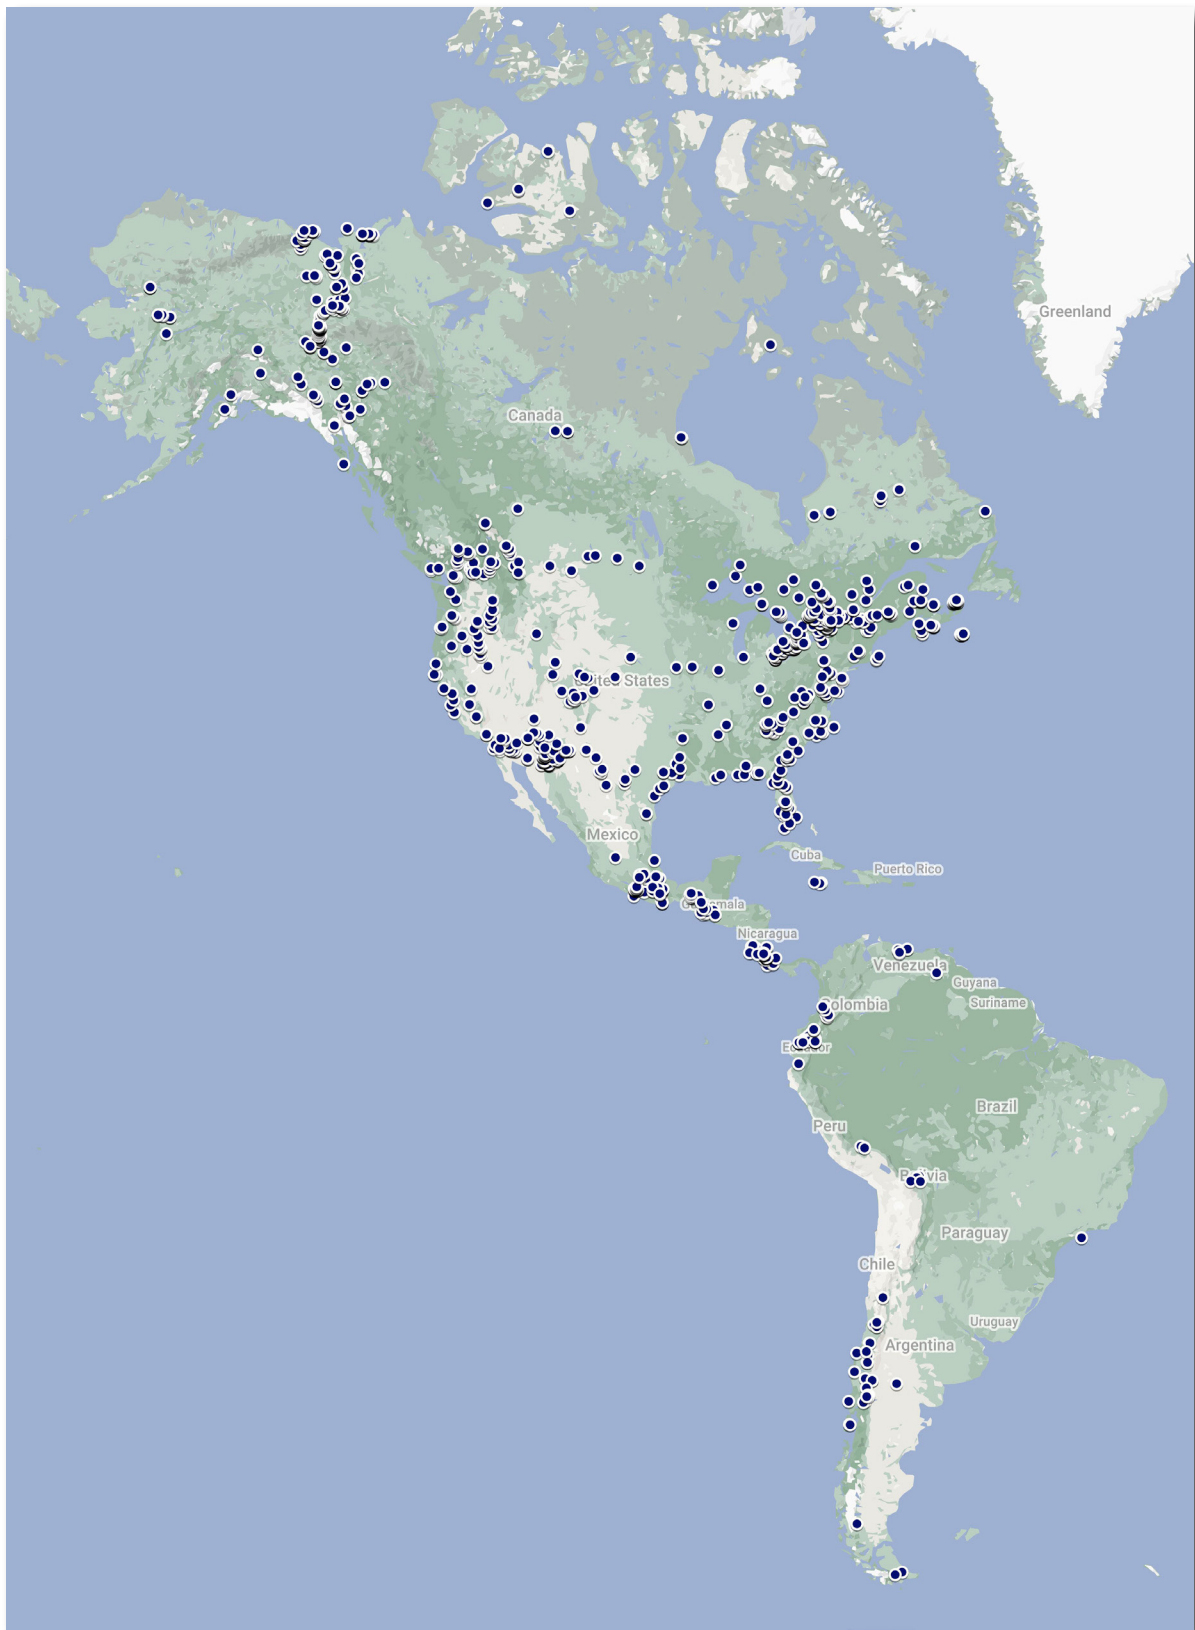 Greenland
Canada
United States
Mexico
Cuba
Puerto Rico
Guatemala
Nicaragua
Venezuela
Guyana
Suriname
Colombia
Ecuador
Brazil
Peru
Bolivia
Paraguay
Chile
Uruguay
Argentina